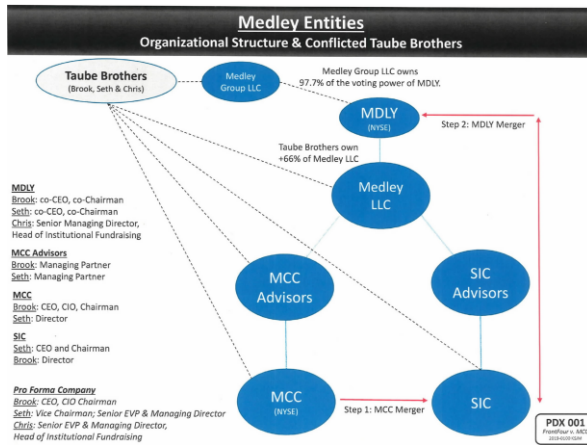 Medley Entities
Organizational Structure & Conflicted Taube Brothers
Taube Brothers
(Brook, Seth & Chris)
Medley
Group LLC
Medley Group LLC owns
97.7% of the voting power of MDLY.
MDLY
(NYSE)
Step 2: MDLY Merger
Taube Brothers own
+66% of Medley LLC
Medley
LLC
MDLY
Brook: co-CEO, co-Chairman
Seth: co-CEO, co-Chairman
Chris: Senior Managing Director,
Head of Institutional Fundraising
MCC Advisors
Brook: Managing Partner
Seth: Managing Partner
MCC
Brook: CEO, CIO, Chairman
Seth: Director
SIC
Seth: CEO and Chairman
Brook: Director
Pro Forma Company
Brook: CEO, CIO Chairman
Seth: Vice Chairman; Senior EVP & Managing Director
Chris: Senior EVP & Managing Director,
Head of Institutional Fundraising
MCC
Advisors
SIC
Advisors
MCC
(NYSE)
Step 1: MCC Merger
SIC
PDX 001
FrontFour v. MCC